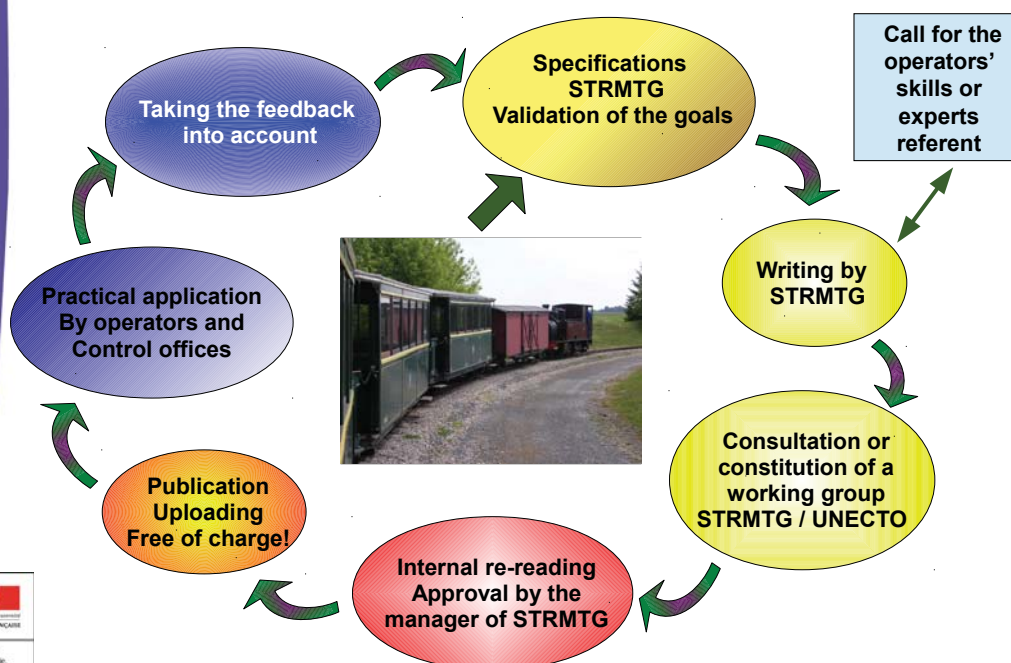 Call for the
operators'
skills or
experts
referent
Specifications
STRMTG
Validation of the goals
Taking the feedback
into account
Writing by
STRMTG
Practical application
By operators and
Control offices
Consultation or
constitution of a
working group
STRMTG / UNECTO
Publication
Uploading
Free of charge!
Internal re-reading
Approval by the
manager of STRMTG